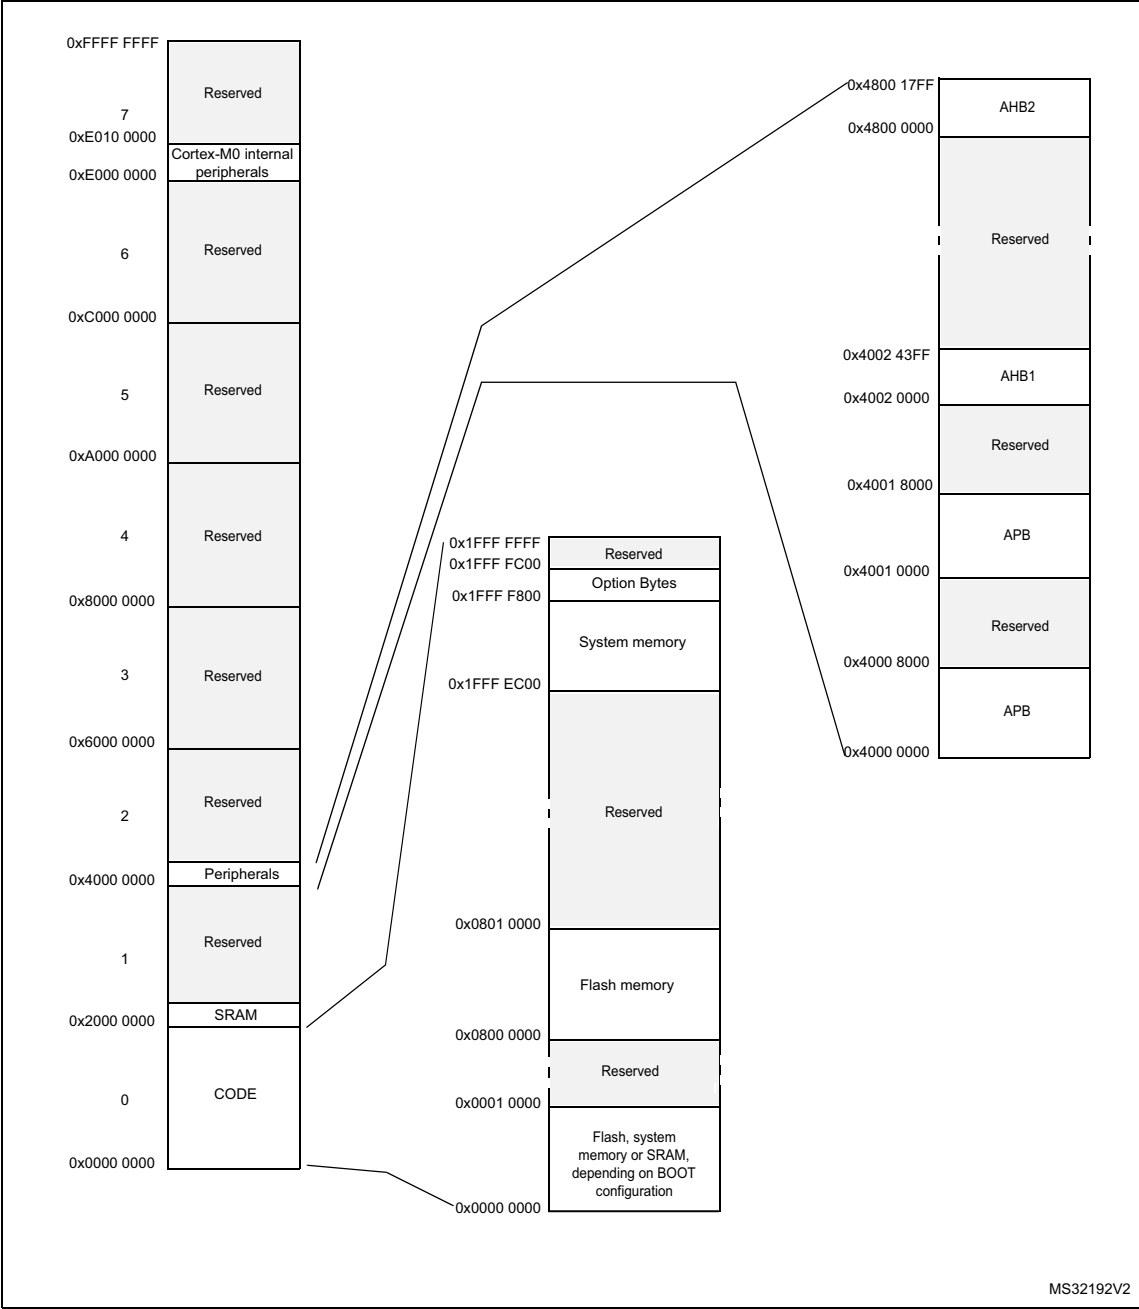 0xFFFF FFFF
Reserved
7
0xE010 0000
Cortex-M0 internal
peripherals
0xE000 0000
Reserved
6
0xC000 0000
Reserved
5
0xA000 0000
Reserved
4
0x8000 0000
Reserved
3
0x6000 0000
Reserved
2
Peripherals
0x4000 0000
Reserved
1
SRAM
0x2000 0000
CODE
0
0x0000 0000
0x1FFF FFFF
Reserved
0x1FFF FC00
Option Bytes
0x1FFF F800
System memory
0x1FFF EC00
Reserved
0x0801 0000
Flash memory
0x0800 0000
Reserved
0x0001 0000
Flash, system
memory or SRAM,
depending on BOOT
configuration
0x0000 0000
0x4800 17FF
AHB2
0x4800 0000
Reserved
0x4002 43FF
AHB1
0x4002 0000
Reserved
0x4001 8000
APB
0x4001 0000
Reserved
0x4000 8000
APB
0x4000 0000
MS32192V2